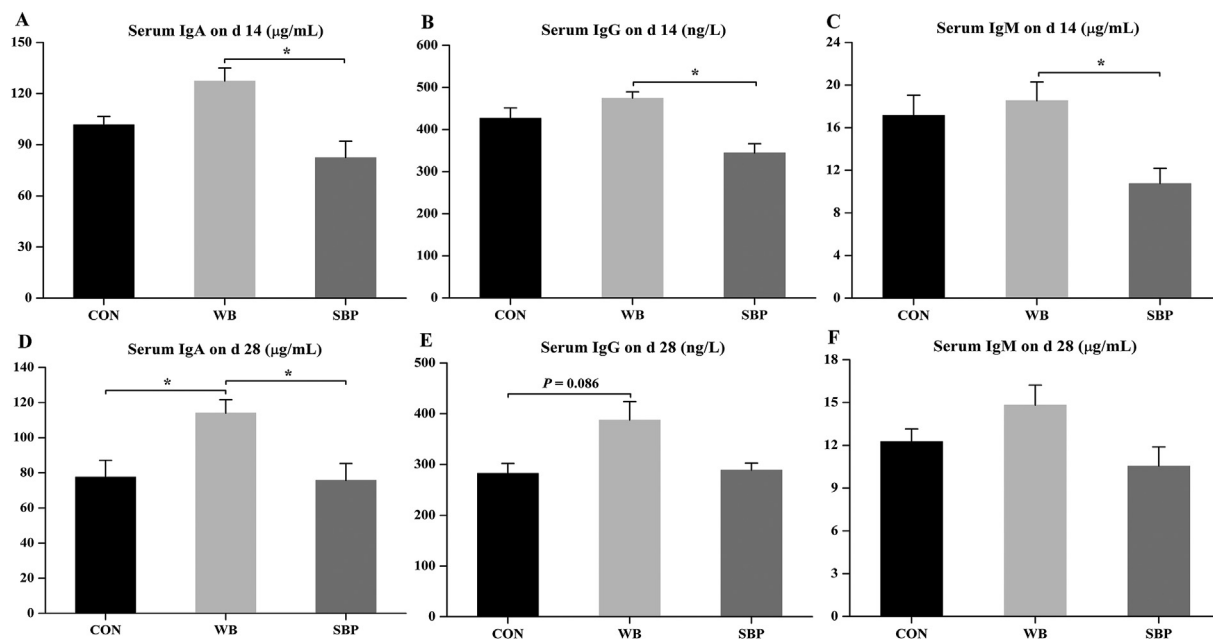 A
Serum IgA on d 14 (μg/mL)
150
120
90
60
30
0
*
CON WB SBP
B
Serum IgG on d 14 (ng/L)
600
500
400
300
200
100
0
*
CON WB SBP
C
Serum IgM on d 14 (μg/mL)
24
20
16
12
8
4
0
*
CON WB SBP
D
Serum IgA on d 28 (μg/mL)
140
120
100
80
60
40
20
0
* *
CON WB SBP
E
Serum IgG on d 28 (ng/L)
500
400
300
200
100
0
P = 0.086
CON WB SBP
F
Serum IgM on d 28 (μg/mL)
18
15
12
9
6
3
0
CON WB SBP